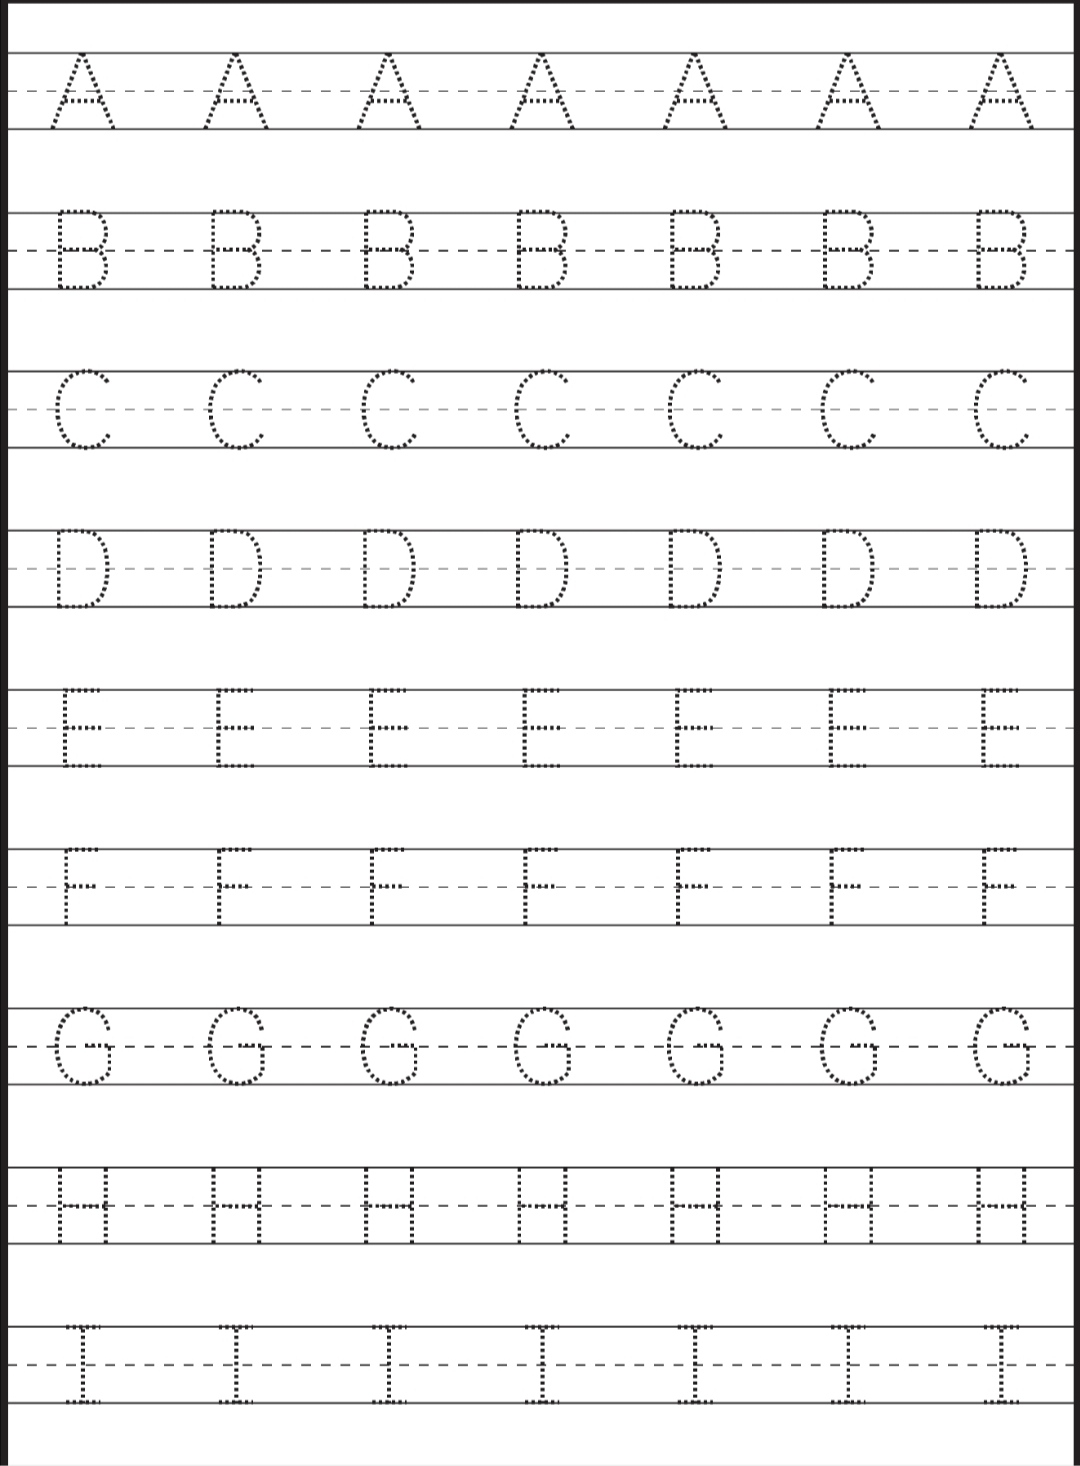 A A A A A A A
B B B B B B B
C C C C C C C
D D D D D D D
E E E E E E E
F F F F F F F
G G G G G G G
H H H H H H H
I I I I I I I